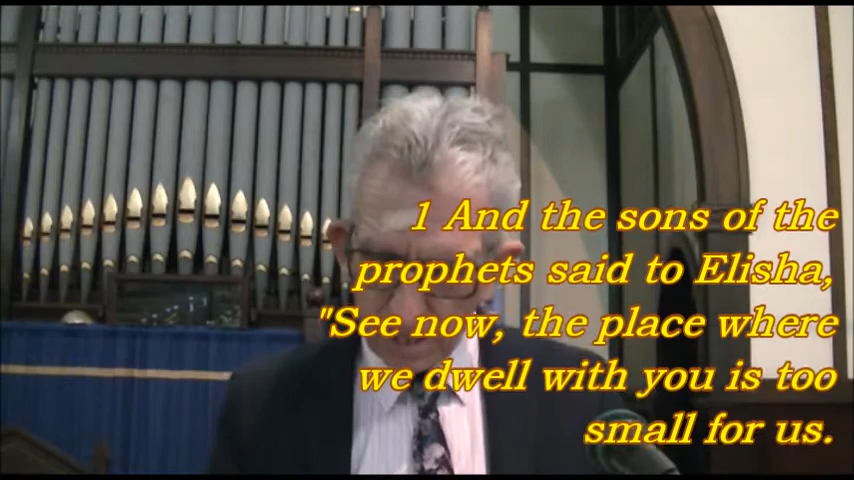 1 And the sons of the
prophets said to Elisha,
"See now, the place where
we dwell with you is too
small for us.